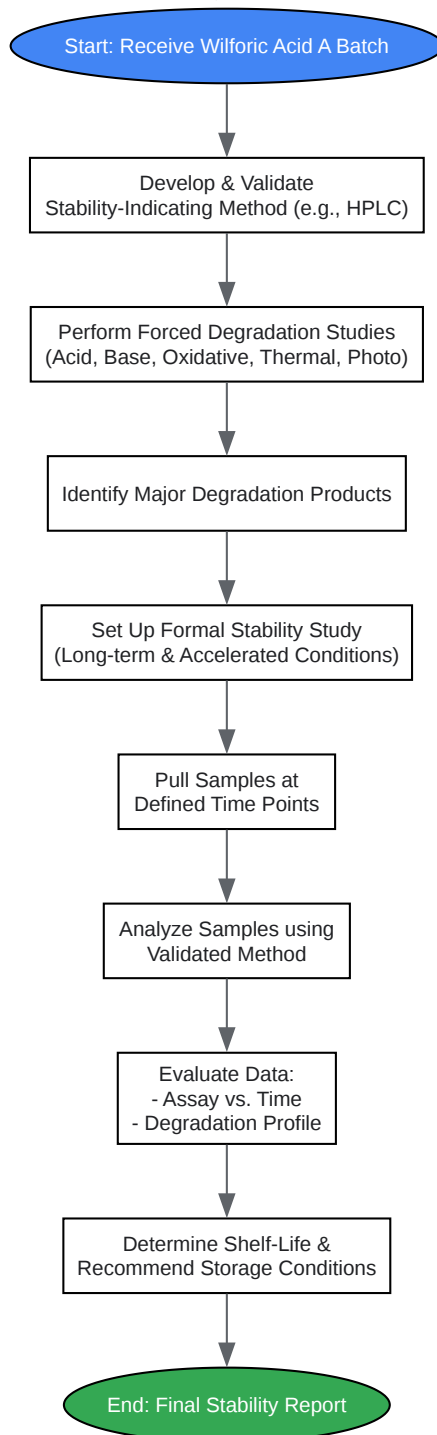 Start: Receive Wilforic Acid A Batch
Develop & Validate
Stability-Indicating Method (e.g., HPLC)
Perform Forced Degradation Studies
(Acid, Base, Oxidative, Thermal, Photo)
Identify Major Degradation Products
Set Up Formal Stability Study
(Long-term & Accelerated Conditions)
Pull Samples at
Defined Time Points
Analyze Samples using
Validated Method
Evaluate Data:
- Assay vs. Time
- Degradation Profile
Determine Shelf-Life &
Recommend Storage Conditions
End: Final Stability Report